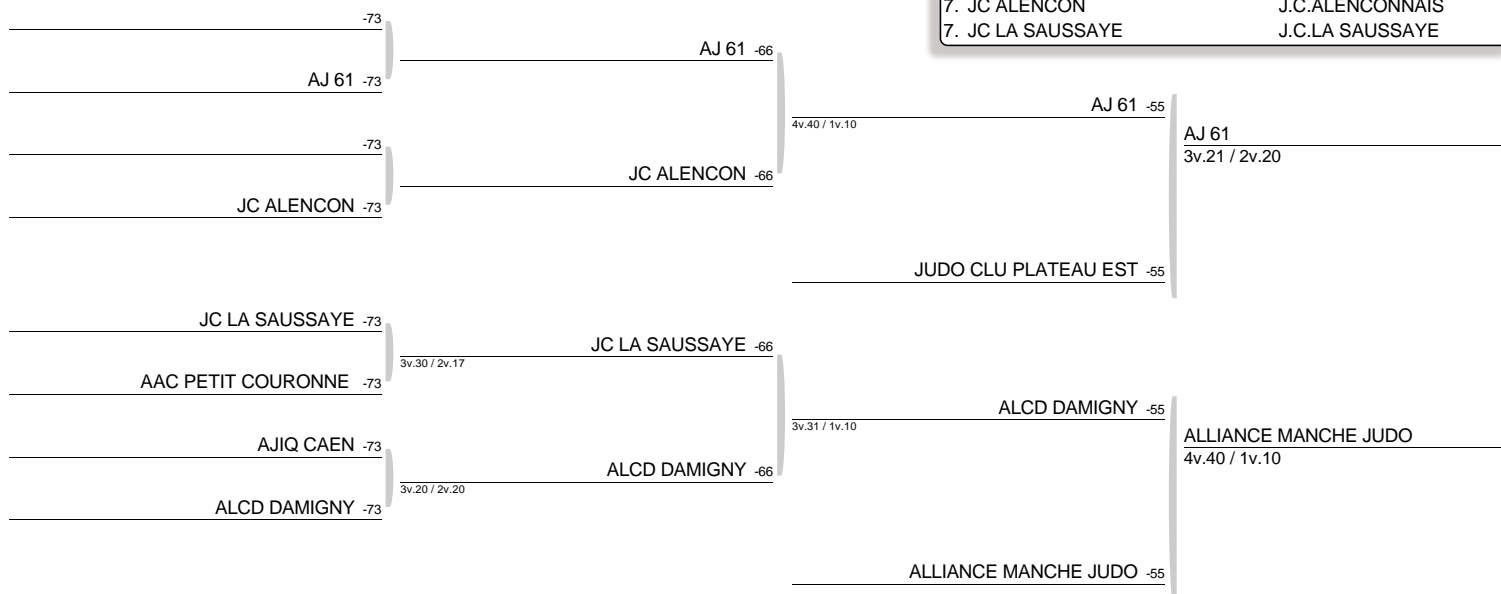 7. JC ALENCON J.C.ALENCONNAIS
7. JC LA SAUSSAYE J.C.LA SAUSSAYE
-73
AJ 61 -73
-73
JC ALENCON -73
JC LA SAUSSAYE -73
AAC PETIT COURONNE -73
AJIQ CAEN -73
ALCD DAMIGNY -73
AJ 61 -66
JC ALENCON -66
JC LA SAUSSAYE -66
3v.30 / 2v.17
ALCD DAMIGNY -66
3v.20 / 2v.20
AJ 61 -55
4v.40 / 1v.10
JUDO CLU PLATEAU EST -55
ALCD DAMIGNY -55
3v.31 / 1v.10
ALLIANCE MANCHE JUDO -55
AJ 61
3v.21 / 2v.20
ALLIANCE MANCHE JUDO
4v.40 / 1v.10